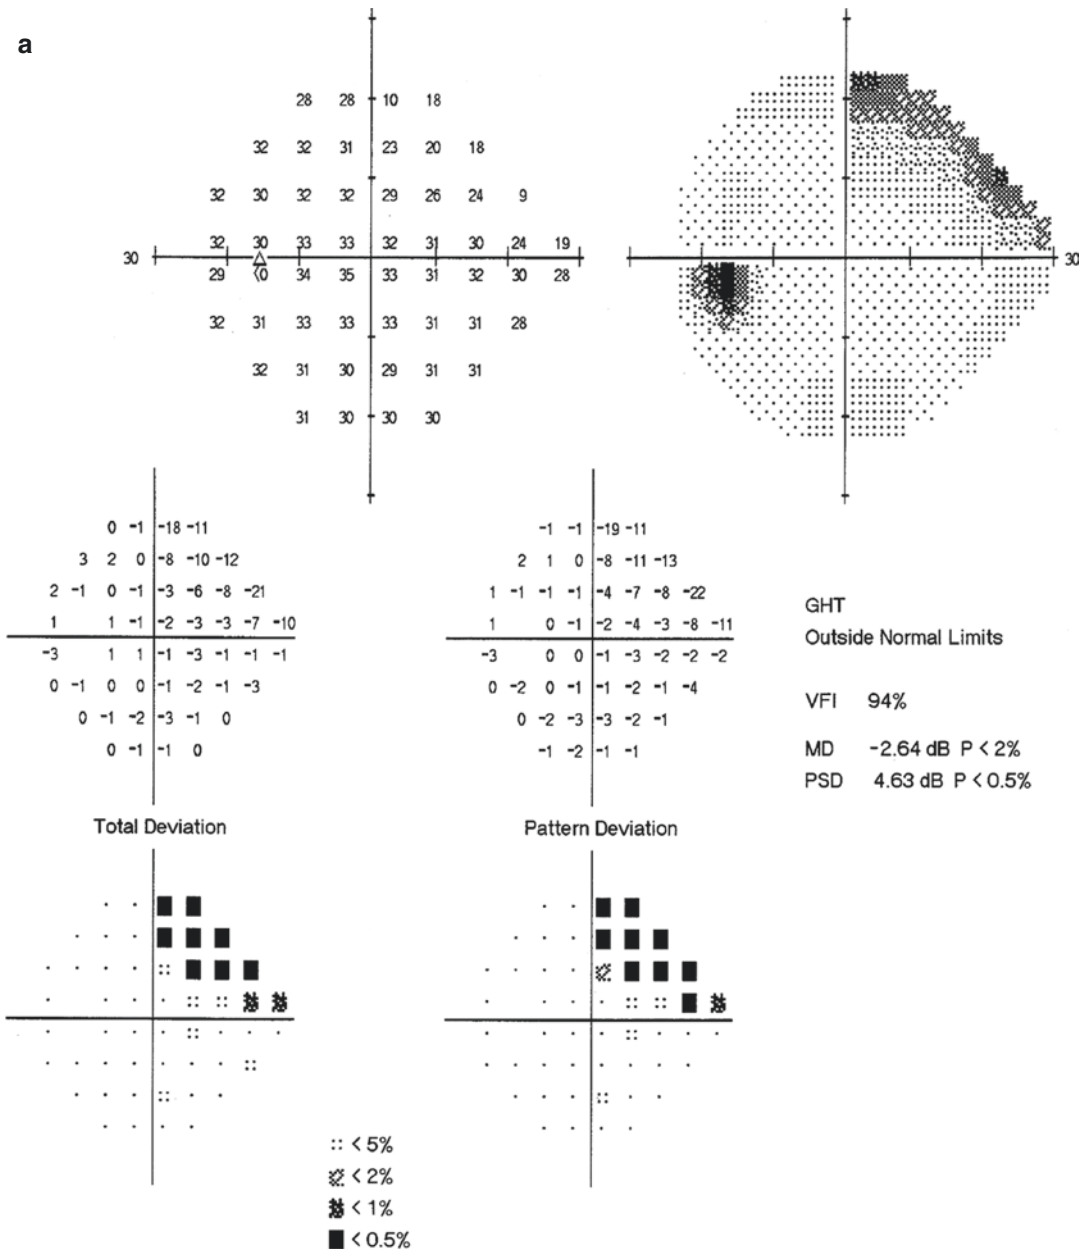 a
28 28 10 18
32 32 31 23 20 18
32 30 32 32 29 26 24 9
32 30 33 33 32 31 30 24 19
30 30
29 <0 34 35 33 31 32 30 28
32 31 33 33 33 31 31 28
32 31 30 29 31 31
31 30 30 30
0 -1 -18 -11
3 2 0 -8 -10 -12
2 -1 0 -1 -3 -6 -8 -21
1 1 -1 -2 -3 -3 -7 -10
-3 1 1 -1 -3 -1 -1 -1
0 -1 0 0 -1 -2 -1 -3
0 -1 -2 -3 -1 0
0 -1 -1 0
Total Deviation
-1 -1 -19 -11
2 1 0 -8 -11 -13
1 -1 -1 -1 -4 -7 -8 -22
1 0 -1 -2 -4 -3 -8 -11
-3 0 0 -1 -3 -2 -2 -2
0 -2 0 -1 -1 -2 -1 -4
0 -2 -3 -3 -2 -1
-1 -2 -1 -1
Pattern Deviation
GHT
Outside Normal Limits
VFI 94%
MD -2.64 dB P < 2%
PSD 4.63 dB P < 0.5%
< 5%
< 2%
< 1%
< 0.5%